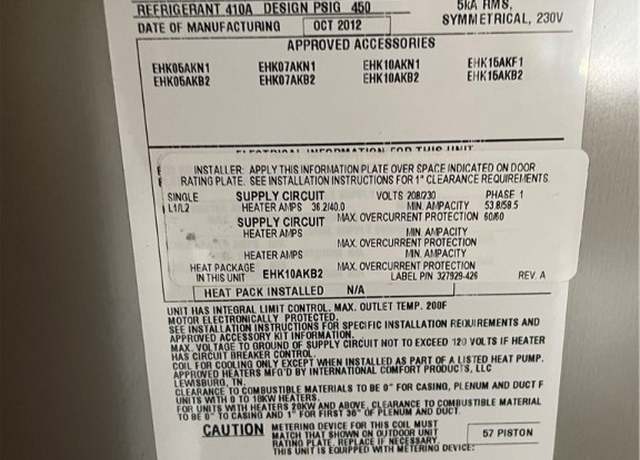 REFRIGERANT 410A DESIGN PSIG 450
5kA RMS,
SYMMETRICAL, 230V
DATE OF MANUFACTURING OCT 2012
APPROVED ACCESSORIES
EHK05AKN1 EHK07AKN1 EHK10AKN1 EHK15AKF1
EHK05AKB2 EHK07AKB2 EHK10AKB2 EHK15AKB2
ELECTRICAL INFORMATION FOR THIS UNIT
INSTALLER: APPLY THIS INFORMATION PLATE OVER SPACE INDICATED ON DOOR
RATING PLATE. SEE INSTALLATION INSTRUCTIONS FOR 1" CLEARANCE REQUIREMENTS.
SINGLE SUPPLY CIRCUIT VOLTS 208/230 PHASE 1
L1/L2 HEATER AMPS 36.2/40.0 MIN. AMPACITY 53.8/58.5
SUPPLY CIRCUIT MAX. OVERCURRENT PROTECTION 60/60
HEATER AMPS MIN. AMPACITY
MAX. OVERCURRENT PROTECTION
HEATER AMPS MIN. AMPACITY
HEAT PACKAGE MAX. OVERCURRENT PROTECTION
IN THIS UNIT EHK10AKB2 LABEL P/N 327929-426 REV. A
HEAT PACK INSTALLED N/A
UNIT HAS INTEGRAL LIMIT CONTROL. MAX. OUTLET TEMP. 200F
MOTOR ELECTRONICALLY PROTECTED.
SEE INSTALLATION INSTRUCTIONS FOR SPECIFIC INSTALLATION REQUIREMENTS AND
APPROVED ACCESSORY KIT INFORMATION.
MAX. VOLTAGE TO GROUND OF SUPPLY CIRCUIT NOT TO EXCEED 120 VOLTS IF HEATER
HAS CIRCUIT BREAKER CONTROL.
COIL FOR COOLING ONLY EXCEPT WHEN INSTALLED AS PART OF A LISTED HEAT PUMP.
APPROVED HEATERS MFG'D BY INTERNATIONAL COMFORT PRODUCTS, LLC
LEWISBURG, TN.
CLEARANCE TO COMBUSTIBLE MATERIALS TO BE 0" FOR CASING, PLENUM AND DUCT F
UNITS WITH 0 TO 18KW HEATERS.
FOR UNITS WITH HEATERS 20KW AND ABOVE, CLEARANCE TO COMBUSTIBLE MATERIAL
TO BE 0" TO CASING AND 1" FOR FIRST 36" OF PLENUM AND DUCT.
CAUTION METERING DEVICE FOR THIS COIL MUST
MATCH THAT SHOWN ON OUTDOOR UNIT
RATING PLATE. REPLACE IF NECESSARY.
THIS UNIT IS EQUIPPED WITH METERING DEVICE:
57 PISTON